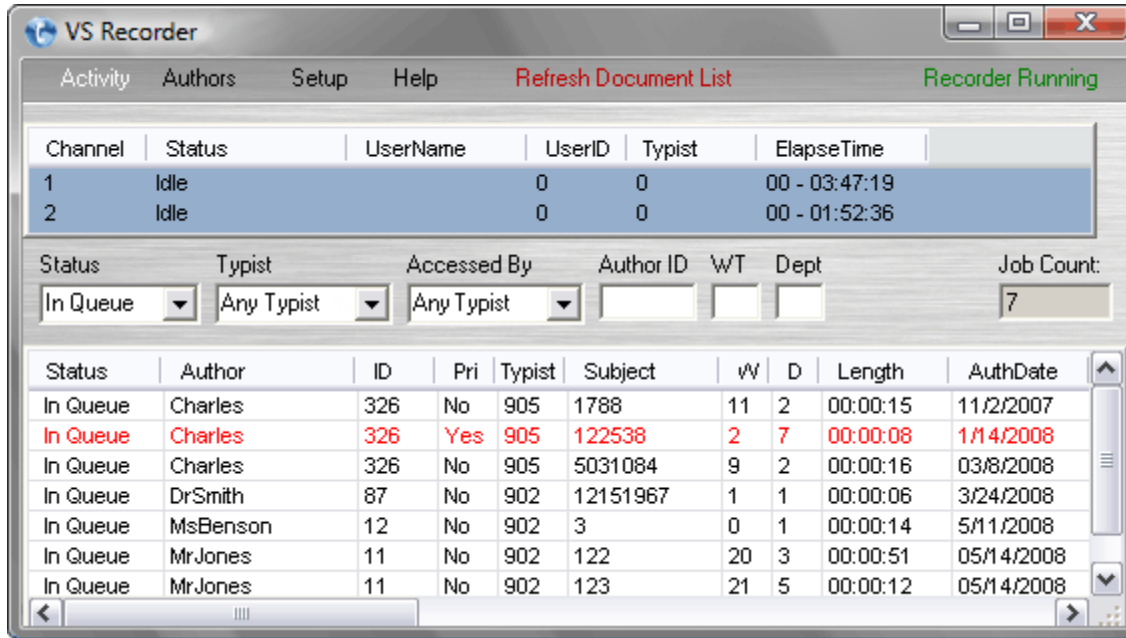 VS Recorder
Activity Authors Setup Help Refresh Document List Recorder Running
Channel Status UserName UserID Typist ElapseTime
1 Idle 0 0 00 - 03:47:19
2 Idle 0 0 00 - 01:52:36
Status Typist Accessed By Author ID WT Dept Job Count:
In Queue Any Typist Any Typist 7
Status Author ID Pri Typist Subject W D Length AuthDate
In Queue Charles 326 No 905 1788 11 2 00:00:15 11/2/2007
In Queue Charles 326 Yes 905 122538 2 7 00:00:08 1/14/2008
In Queue Charles 326 No 905 5031084 9 2 00:00:16 03/8/2008
In Queue DrSmith 87 No 902 12151967 1 1 00:00:06 3/24/2008
In Queue MsBenson 12 No 902 3 0 1 00:00:14 5/11/2008
In Queue MrJones 11 No 902 122 20 3 00:00:51 05/14/2008
In Queue MrJones 11 No 902 123 21 5 00:00:12 05/14/2008